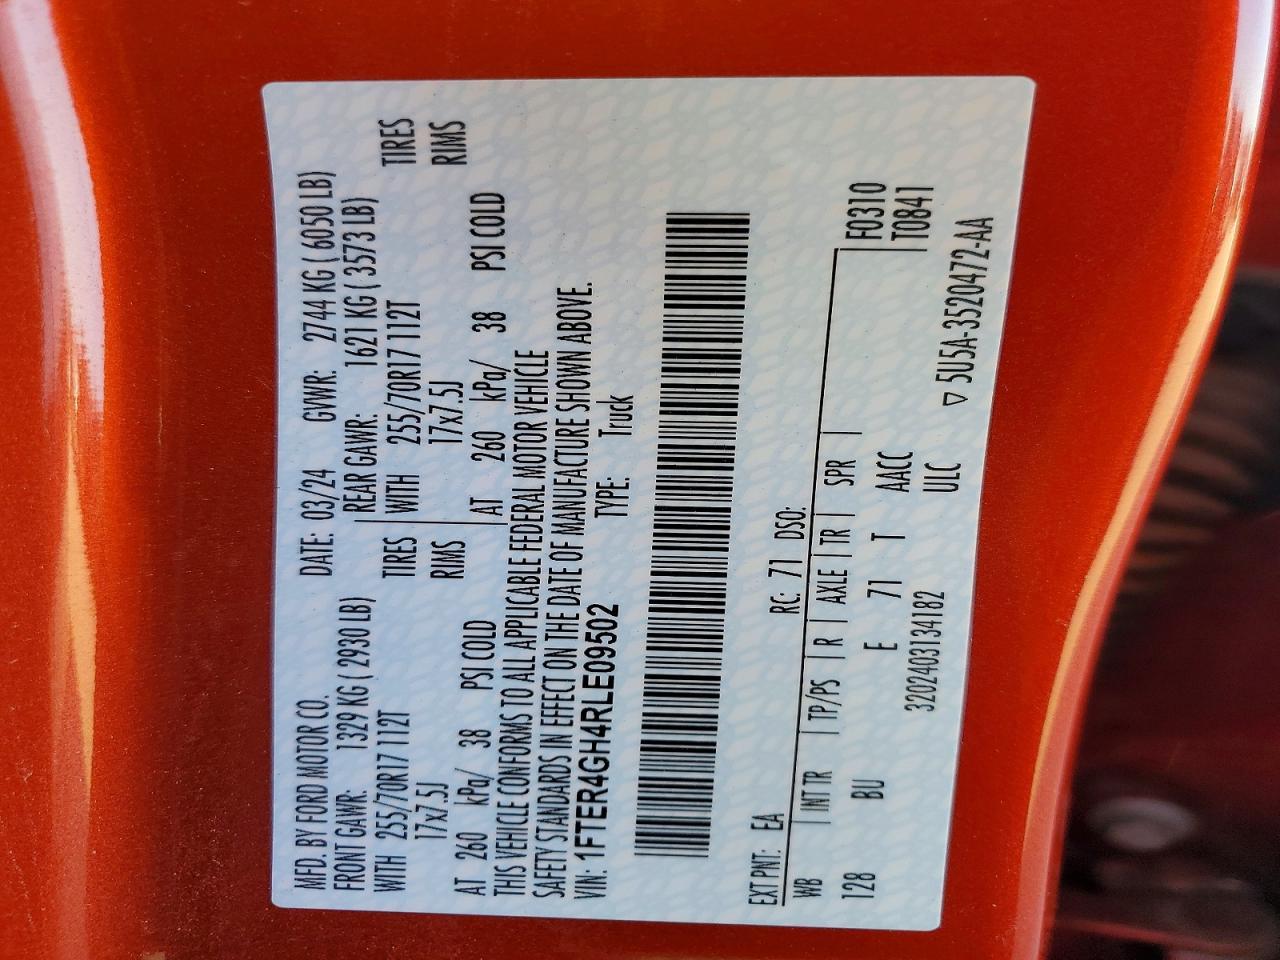 MFD. BY FORD MOTOR CO. DATE: 03/24 GVWR: 2744 KG ( 6050 LB)
FRONT GAWR: 1329 KG ( 2930 LB) REAR GAWR: 1621 KG ( 3573 LB)
WITH 255/70R17 112T TIRES WITH 255/70R17 112T TIRES
17x7.5J RIMS 17x7.5J RIMS
AT 260 kPa/ 38 PSI COLD AT 260 kPa/ 38 PSI COLD
THIS VEHICLE CONFORMS TO ALL APPLICABLE FEDERAL MOTOR VEHICLE
SAFETY STANDARDS IN EFFECT ON THE DATE OF MANUFACTURE SHOWN ABOVE.
VIN: 1FTER4GH4RLE09502 TYPE: Truck
EXT PNT: EA RC: 71 DSO:
WB | INT TR | TP/PS | R | AXLE | TR | SPR | F0310
128 BU E 71 T AACC T0841
3202403134182 ULC
▽ 5U5A-3520472-AA